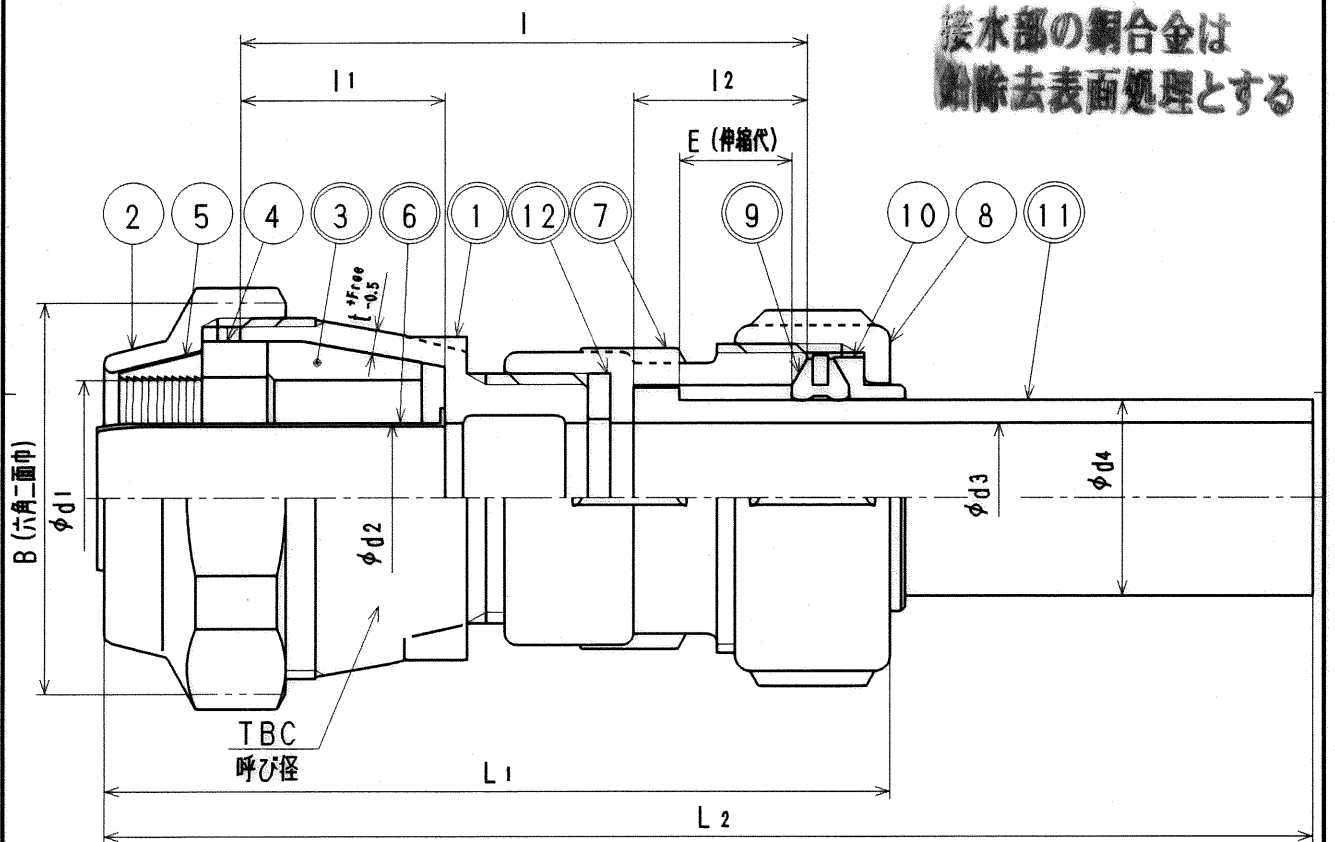 接水部の銅合金は
鉛除去表面処理とする
l
l1
l2
E (伸縮代)
2
5
4
3
6
1
12
7
9
10
8
11
t +Free -0.5
B (六角二面巾)
φd1
φd2
φd3
φd4
TBC
呼び径
L1
L2